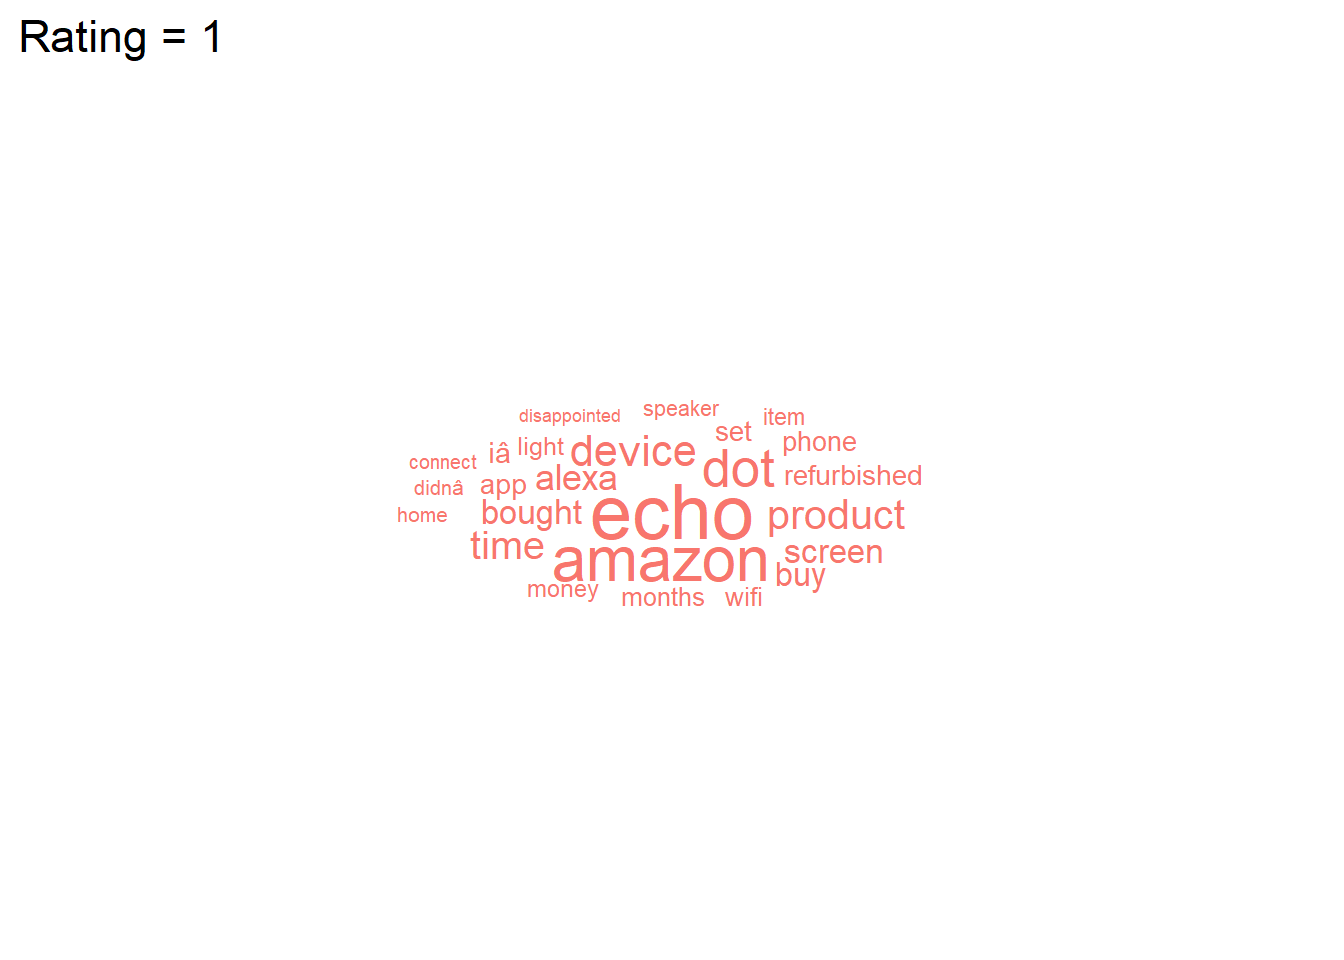 Rating = 1
disappointed speaker item
set phone
connect iâ light device dot refurbished
didnâ app alexa
home bought echo product
time amazon screen
buy
money months wifi